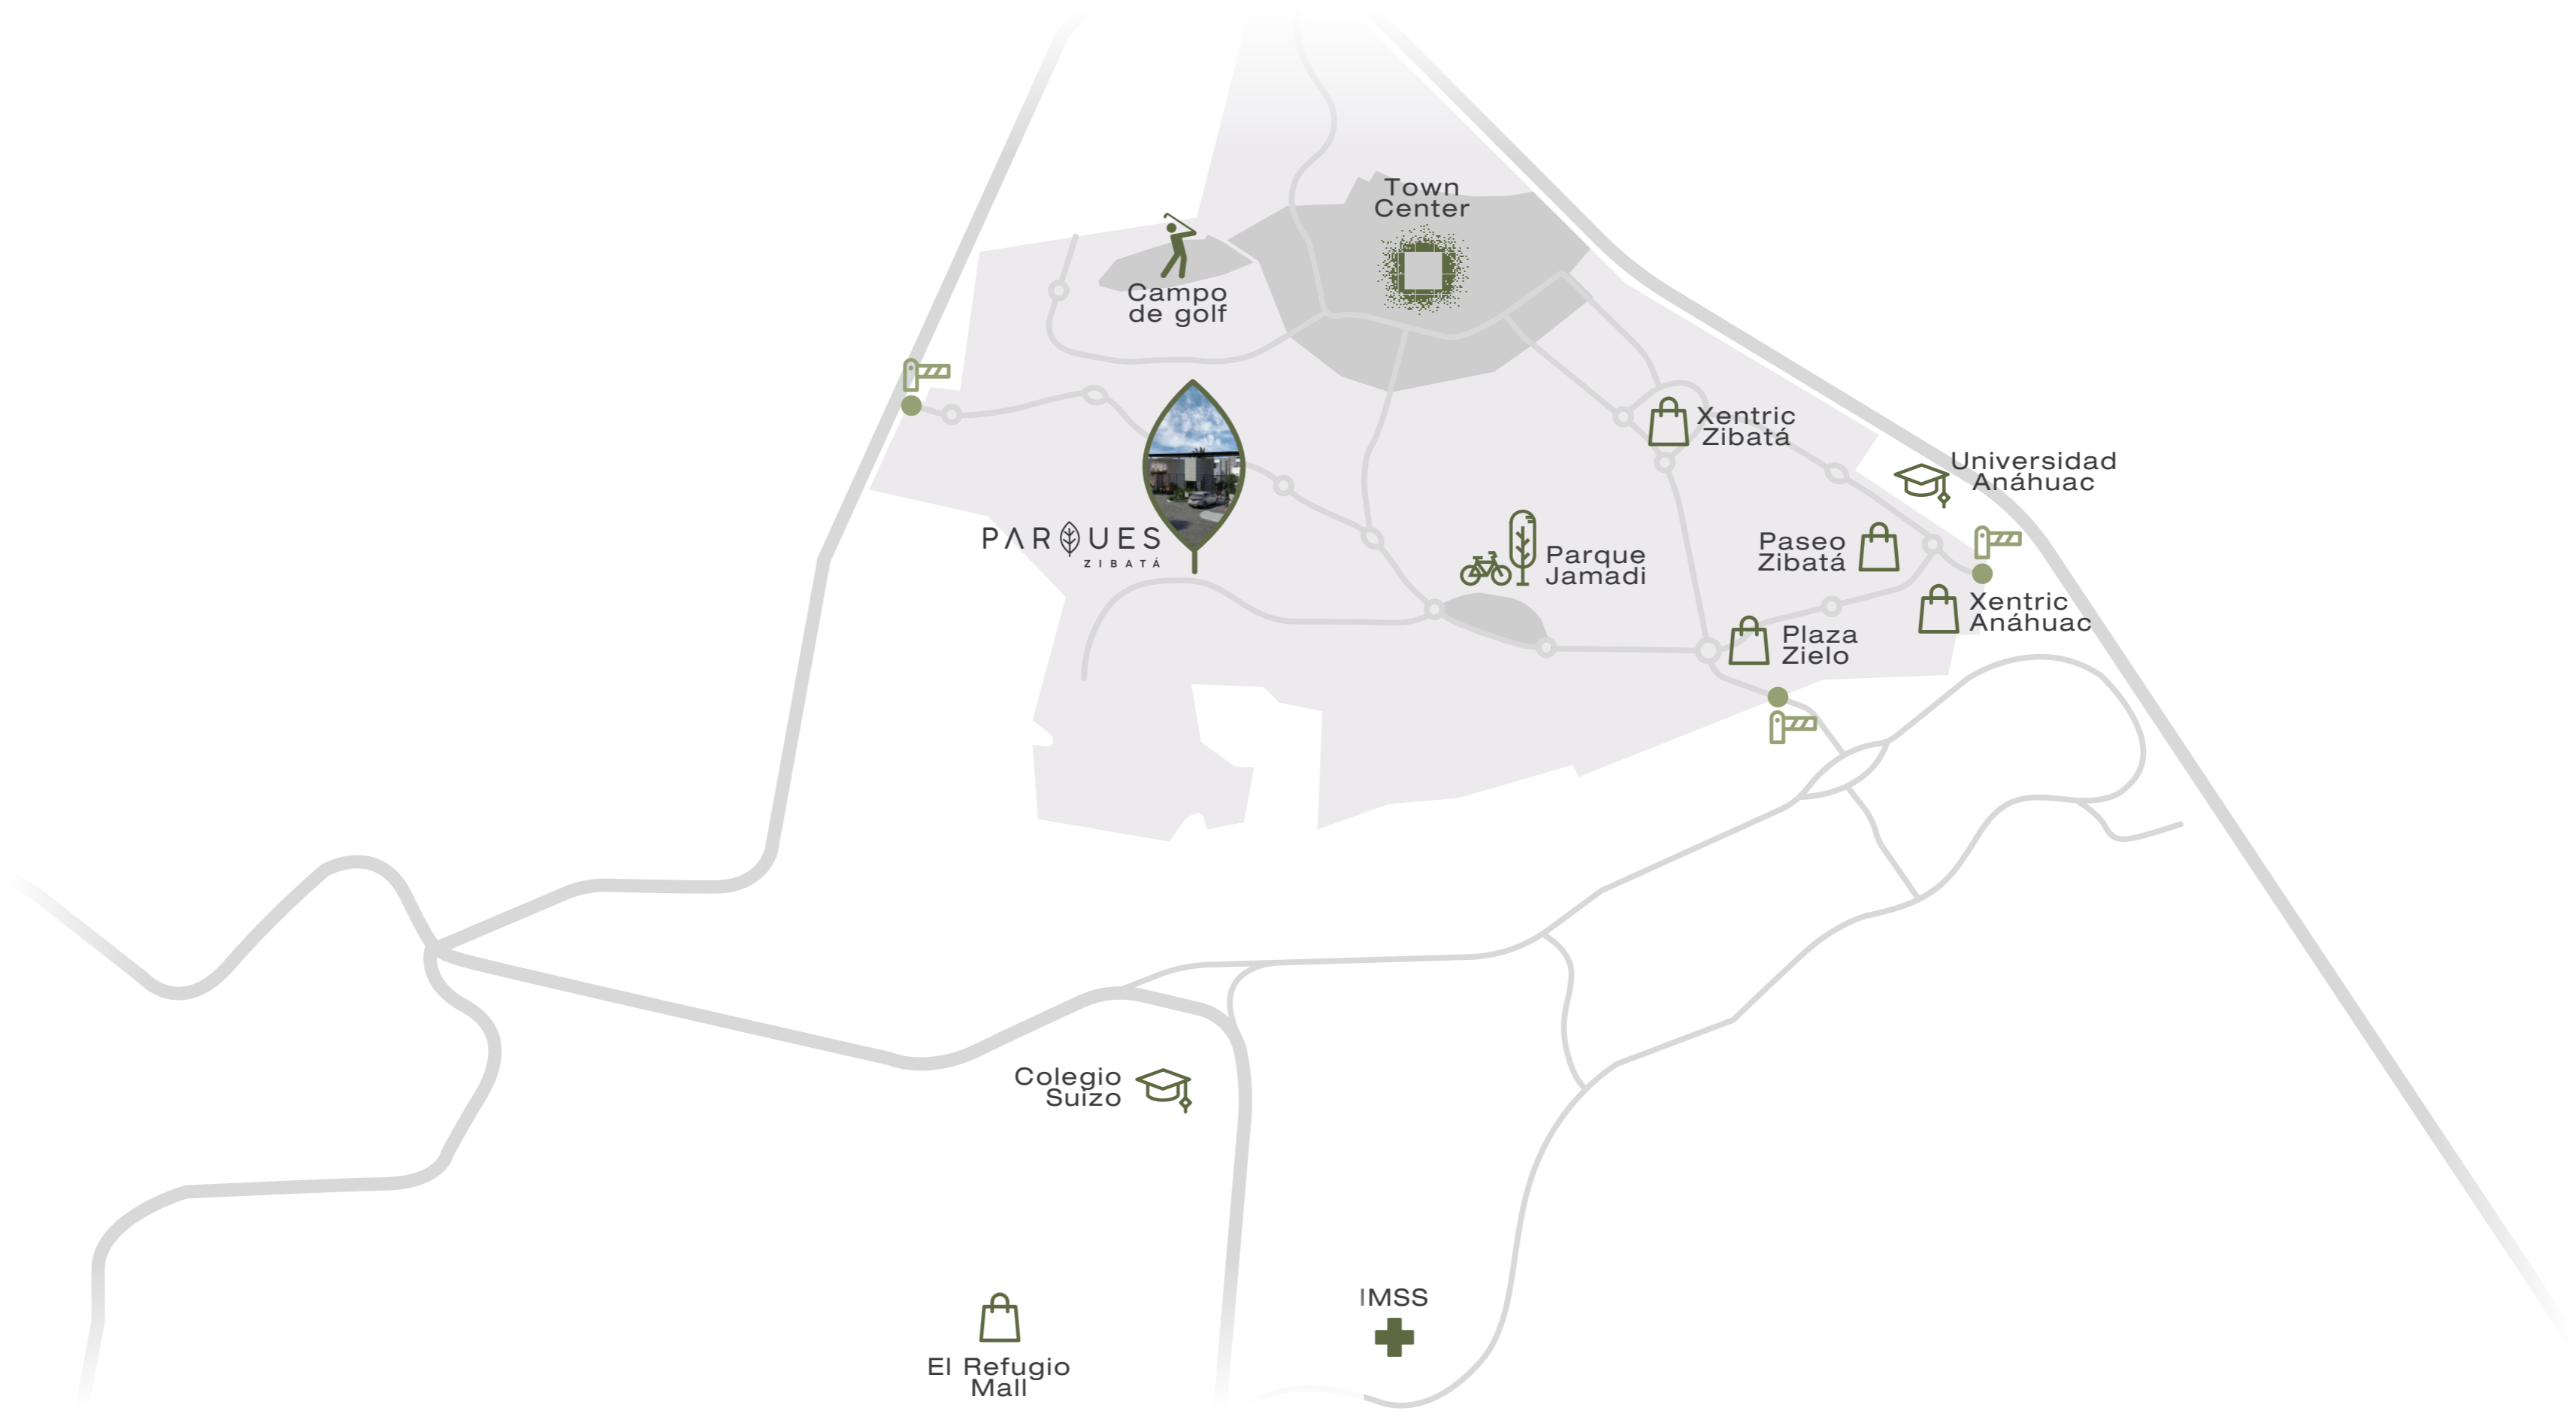 Town
Center
Campo
de golf
Xentric
Zibatá
Universidad
Anáhuac
PARQUES
ZIBATÁ
Parque
Jamadi
Paseo
Zibatá
Xentric
Anáhuac
Plaza
Zielo
Colegio
Suizo
IMSS
El Refugio
Mall